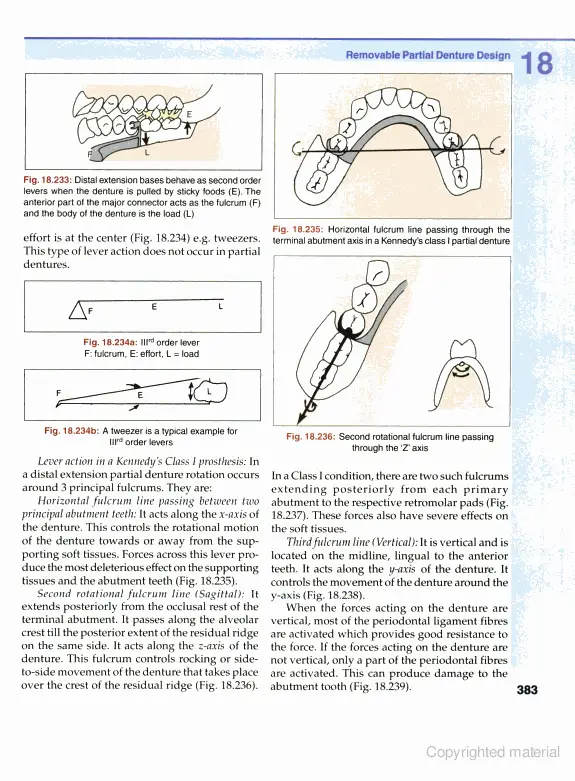 Removable Partial Denture Design
18
E
F
L
Fig. 18.233: Distal extension bases behave as second order
levers when the denture is pulled by sticky foods (E). The
anterior part of the major connector acts as the fulcrum (F)
and the body of the denture is the load (L)
effort is at the center (Fig. 18.234) e.g. tweezers.
This type of lever action does not occur in partial
dentures.
F
E
L
Fig. 18.234a: IIIrd order lever
F: fulcrum, E: effort, L = load
F
E
L
Fig. 18.234b: A tweezer is a typical example for
IIIrd order levers
Lever action in a Kennedy's Class I prosthesis: In
a distal extension partial denture rotation occurs
around 3 principal fulcrums. They are:
Horizontal fulcrum line passing between two
principal abutment teeth: It acts along the x-axis of
the denture. This controls the rotational motion
of the denture towards or away from the sup-
porting soft tissues. Forces across this lever pro-
duce the most deleterious effect on the supporting
tissues and the abutment teeth (Fig. 18.235).
Second rotational fulcrum line (Sagittal): It
extends posteriorly from the occlusal rest of the
terminal abutment. It passes along the alveolar
crest till the posterior extent of the residual ridge
on the same side. It acts along the z-axis of the
denture. This fulcrum controls rocking or side-
to-side movement of the denture that takes place
over the crest of the residual ridge (Fig. 18.236).
Fig. 18.235: Horizontal fulcrum line passing through the
terminal abutment axis in a Kennedy's class I partial denture
Fig. 18.236: Second rotational fulcrum line passing
through the 'Z' axis
In a Class I condition, there are two such fulcrums
extending posteriorly from each primary
abutment to the respective retromolar pads (Fig.
18.237). These forces also have severe effects on
the soft tissues.
Third fulcrum line (Vertical): It is vertical and is
located on the midline, lingual to the anterior
teeth. It acts along the y-axis of the denture. It
controls the movement of the denture around the
y-axis (Fig. 18.238).
When the forces acting on the denture are
vertical, most of the periodontal ligament fibres
are activated which provides good resistance to
the force. If the forces acting on the denture are
not vertical, only a part of the periodontal fibres
are activated. This can produce damage to the
abutment tooth (Fig. 18.239).
383
Copyrighted material